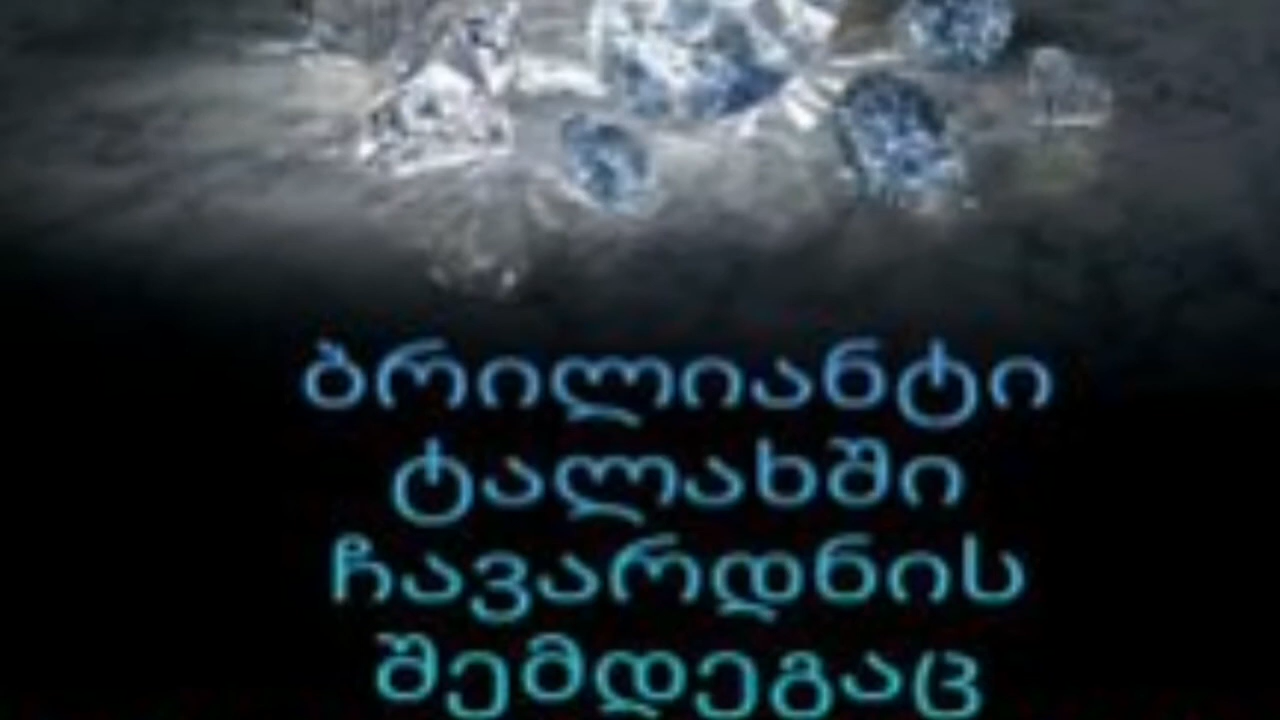 ბრილიანტი
ტალახში
ჩავარდნის
შემდეგაც